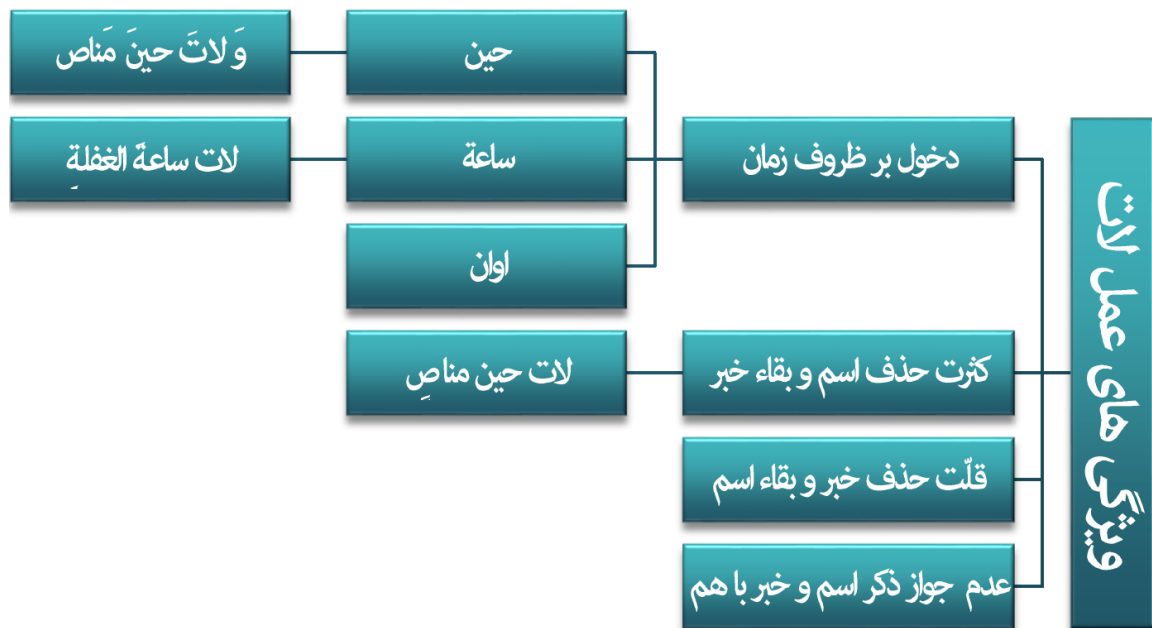 ویژگی های عمل لات
دخول بر ظروف زمان
حین
وَ لاتَ حینَ مَناص
ساعة
لات ساعةَ الغفلةِ
اوان
کثرت حذف اسم و بقاء خبر
لات حین مناصِ
قلّت حذف خبر و بقاء اسم
عدم جواز ذکر اسم و خبر با هم